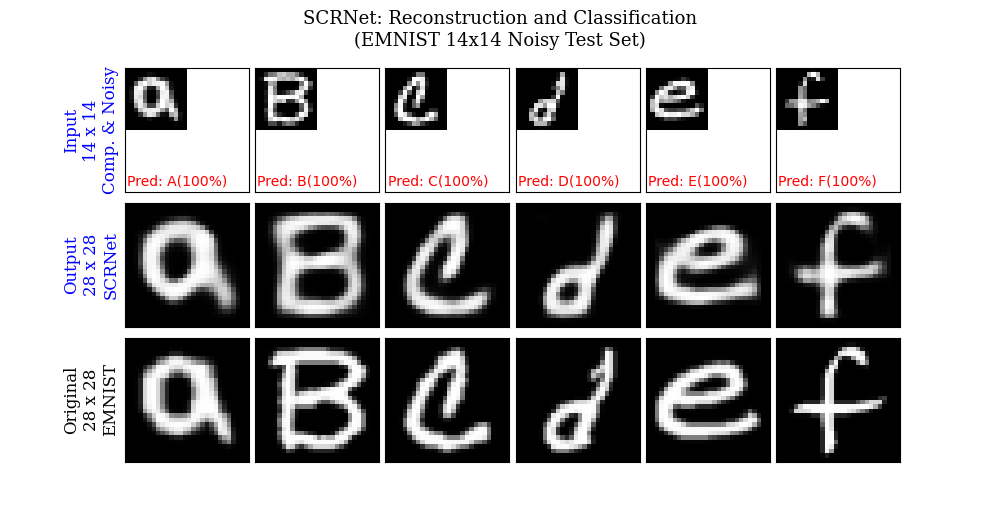 SCRNet: Reconstruction and Classification
(EMNIST 14x14 Noisy Test Set)
Input
14 x 14
Comp. & Noisy
a B C d e f
Pred: A(100%) Pred: B(100%) Pred: C(100%) Pred: D(100%) Pred: E(100%) Pred: F(100%)
Output
28 x 28
SCRNet
a B C d e f
Original
28 x 28
EMNIST
a B C d e f